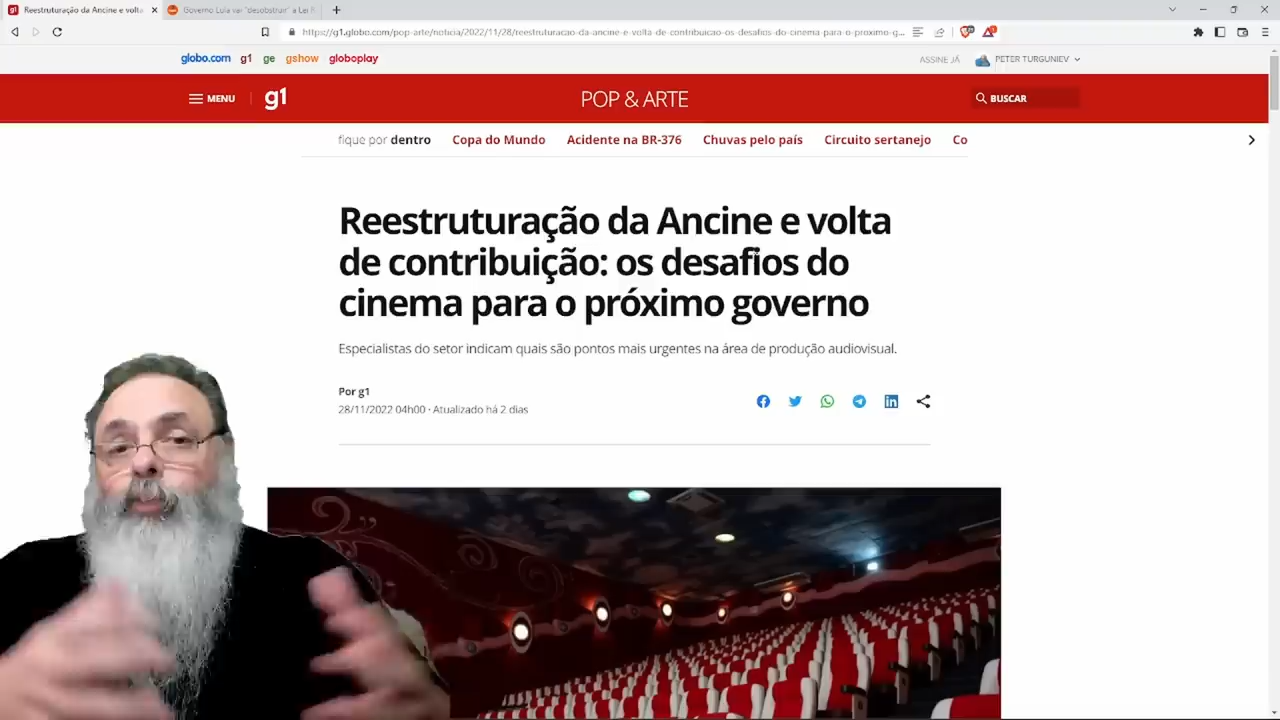 Reestruturação da Ancine e volta
Governo Lula vai "desobstruir" a Lei
https://g1.globo.com/pop-arte/noticia/2022/11/28/reestruturacao-da-ancine-e-volta-de-contribuicao-os-desafios-do-cinema-para-o-proximo-g...
globo.com g1 ge gshow globoplay
ASSINE JÁ PETER TURGUNIEV
MENU g1 POP & ARTE BUSCAR
fique por dentro Copa do Mundo Acidente na BR-376 Chuvas pelo país Circuito sertanejo Co
Reestruturação da Ancine e volta
de contribuição: os desafios do
cinema para o próximo governo
Especialistas do setor indicam quais são pontos mais urgentes na área de produção audiovisual.
Por g1
28/11/2022 04h00 · Atualizado há 2 dias